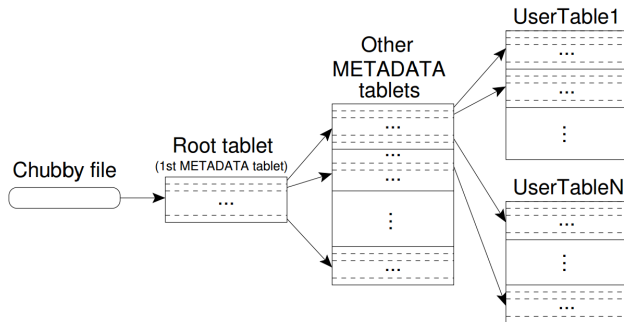 UserTable1
...
...
⋮
Other
METADATA
tablets
...
...
...
⋮
...
Root tablet
(1st METADATA tablet)
...
Chubby file
UserTableN
...
⋮
...